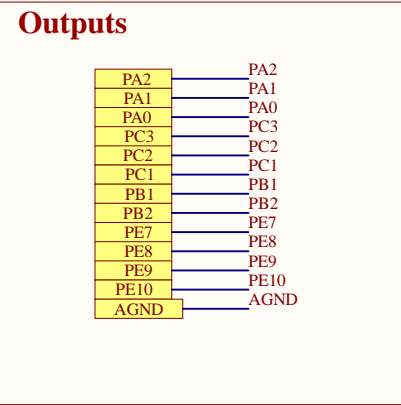 Outputs
PA2 PA2
PA1 PA1
PA0 PA0
PC3 PC3
PC2 PC2
PC1 PC1
PB1 PB1
PB2 PB2
PE7 PE7
PE8 PE8
PE9 PE9
PE10 PE10
AGND AGND